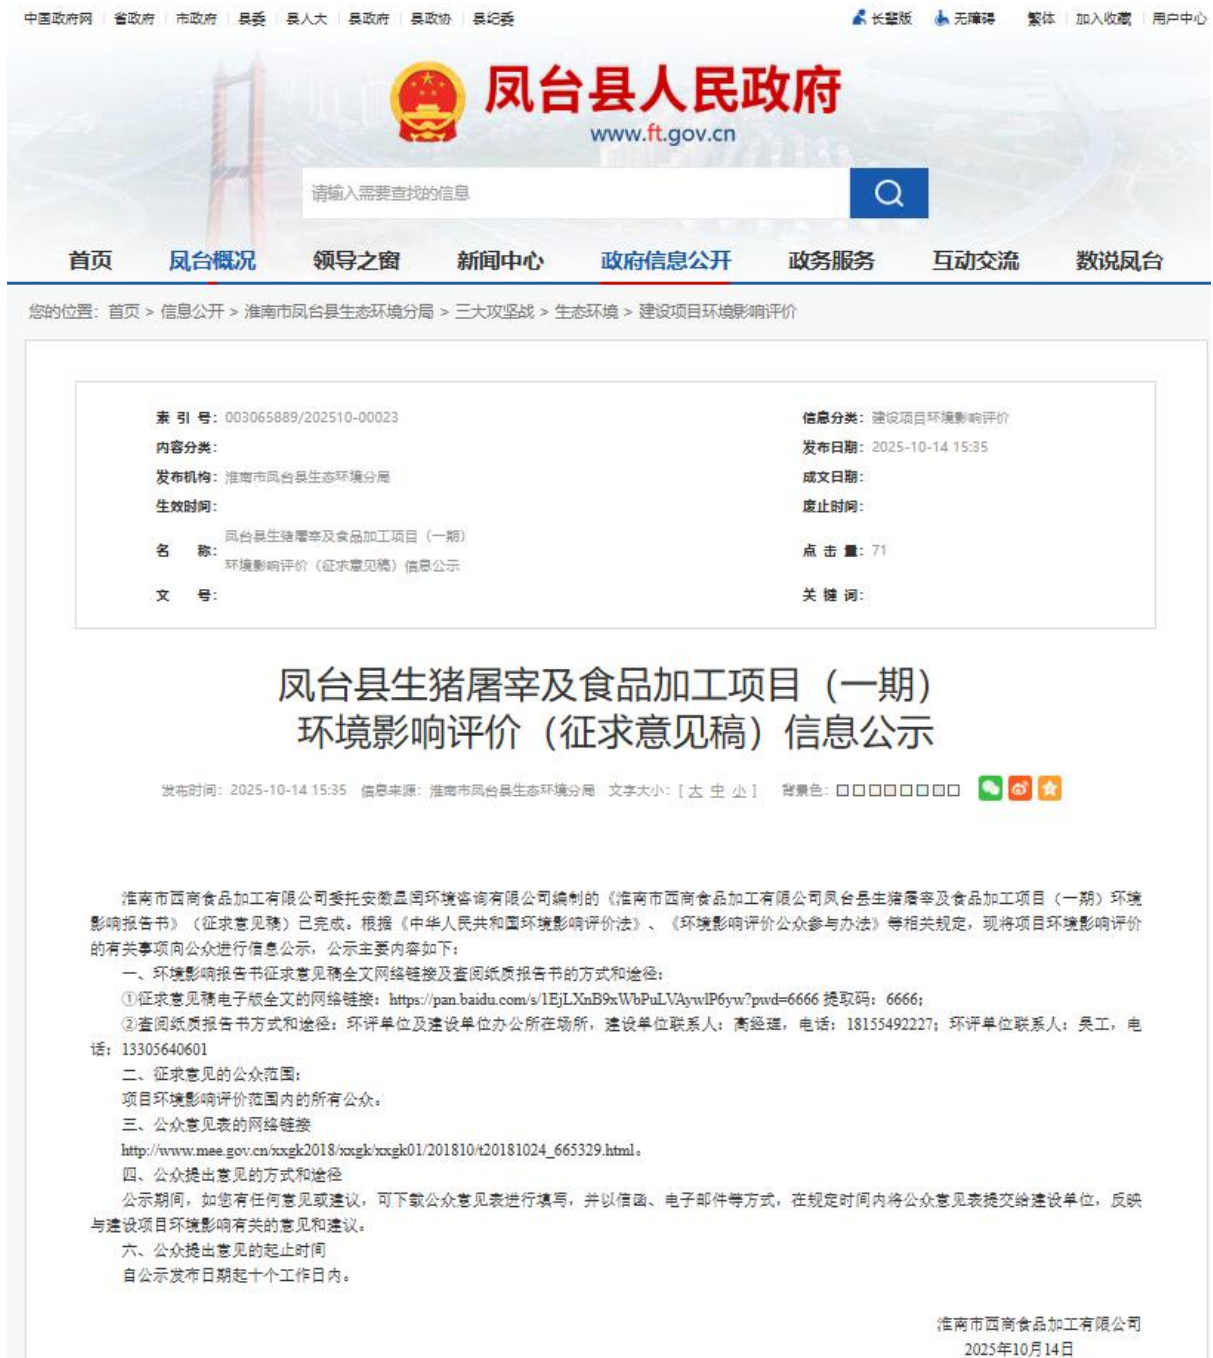 中国政府网 省政府 市政府 县委 县人大 县政府 县政协 县纪委 长辈版 无障碍 繁体 加入收藏 用户中心
凤台县人民政府
www.ft.gov.cn
请输入需要查找的信息
首页 凤台概况 领导之窗 新闻中心 政府信息公开 政务服务 互动交流 数说凤台
您的位置：首页 > 信息公开 > 淮南市凤台县生态环境分局 > 三大攻坚战 > 生态环境 > 建设项目环境影响评价
索 引 号：003065889/202510-00023 信息分类：建设项目环境影响评价
内容分类： 发布日期：2025-10-14 15:35
发布机构：淮南市凤台县生态环境分局 成文日期：
生效时间： 废止时间：
名 称：凤台县生猪屠宰及食品加工项目（一期）
环境影响评价（征求意见稿）信息公示 点 击 量：71
文 号： 关 键 词：
凤台县生猪屠宰及食品加工项目（一期）
环境影响评价（征求意见稿）信息公示
发布时间：2025-10-14 15:35 信息来源：淮南市凤台县生态环境分局 文字大小：[ 大 中 小 ] 背景色：
淮南市西商食品加工有限公司委托安徽显闰环境咨询有限公司编制的《淮南市西商食品加工有限公司凤台县生猪屠宰及食品加工项目（一期）环境
影响报告书》（征求意见稿）已完成。根据《中华人民共和国环境影响评价法》、《环境影响评价公众参与办法》等相关规定，现将项目环境影响评价
的有关事项向公众进行信息公示，公示主要内容如下：
一、环境影响报告书征求意见稿全文网络链接及查阅纸质报告书的方式和途径：
①征求意见稿电子版全文的网络链接：https://pan.baidu.com/s/1EjLXnB9xWbPuLVAywlP6yw?pwd=6666 提取码：6666；
②查阅纸质报告书方式和途径：环评单位及建设单位办公所在场所，建设单位联系人：高经理，电话：18155492227；环评单位联系人：吴工，电
话：13305640601
二、征求意见的公众范围：
项目环境影响评价范围内的所有公众。
三、公众意见表的网络链接
http://www.mee.gov.cn/xxgk2018/xxgk/xxgk01/201810/t20181024_665329.html。
四、公众提出意见的方式和途径
公示期间，如您有任何意见或建议，可下载公众意见表进行填写，并以信函、电子邮件等方式，在规定时间内将公众意见表提交给建设单位，反映
与建设项目环境影响有关的意见和建议。
六、公众提出意见的起止时间
自公示发布日期起十个工作日内。
淮南市西商食品加工有限公司
2025年10月14日